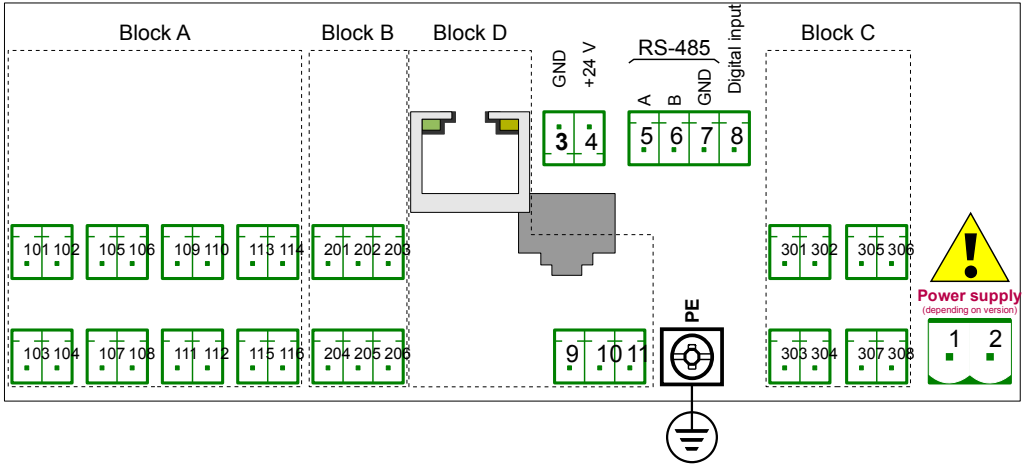 Block A
Block B
Block D
Block C
GND
+24 V
RS-485
A
B
GND
Digital input
3 4
5 6 7 8
101 102 105 106 109 110 113 114
201 202 203
301 302 305 306
Power supply
(depending on version)
PE
103 104 107 108 111 112 115 116
204 205 206
9 10 11
303 304 307 308
1 2